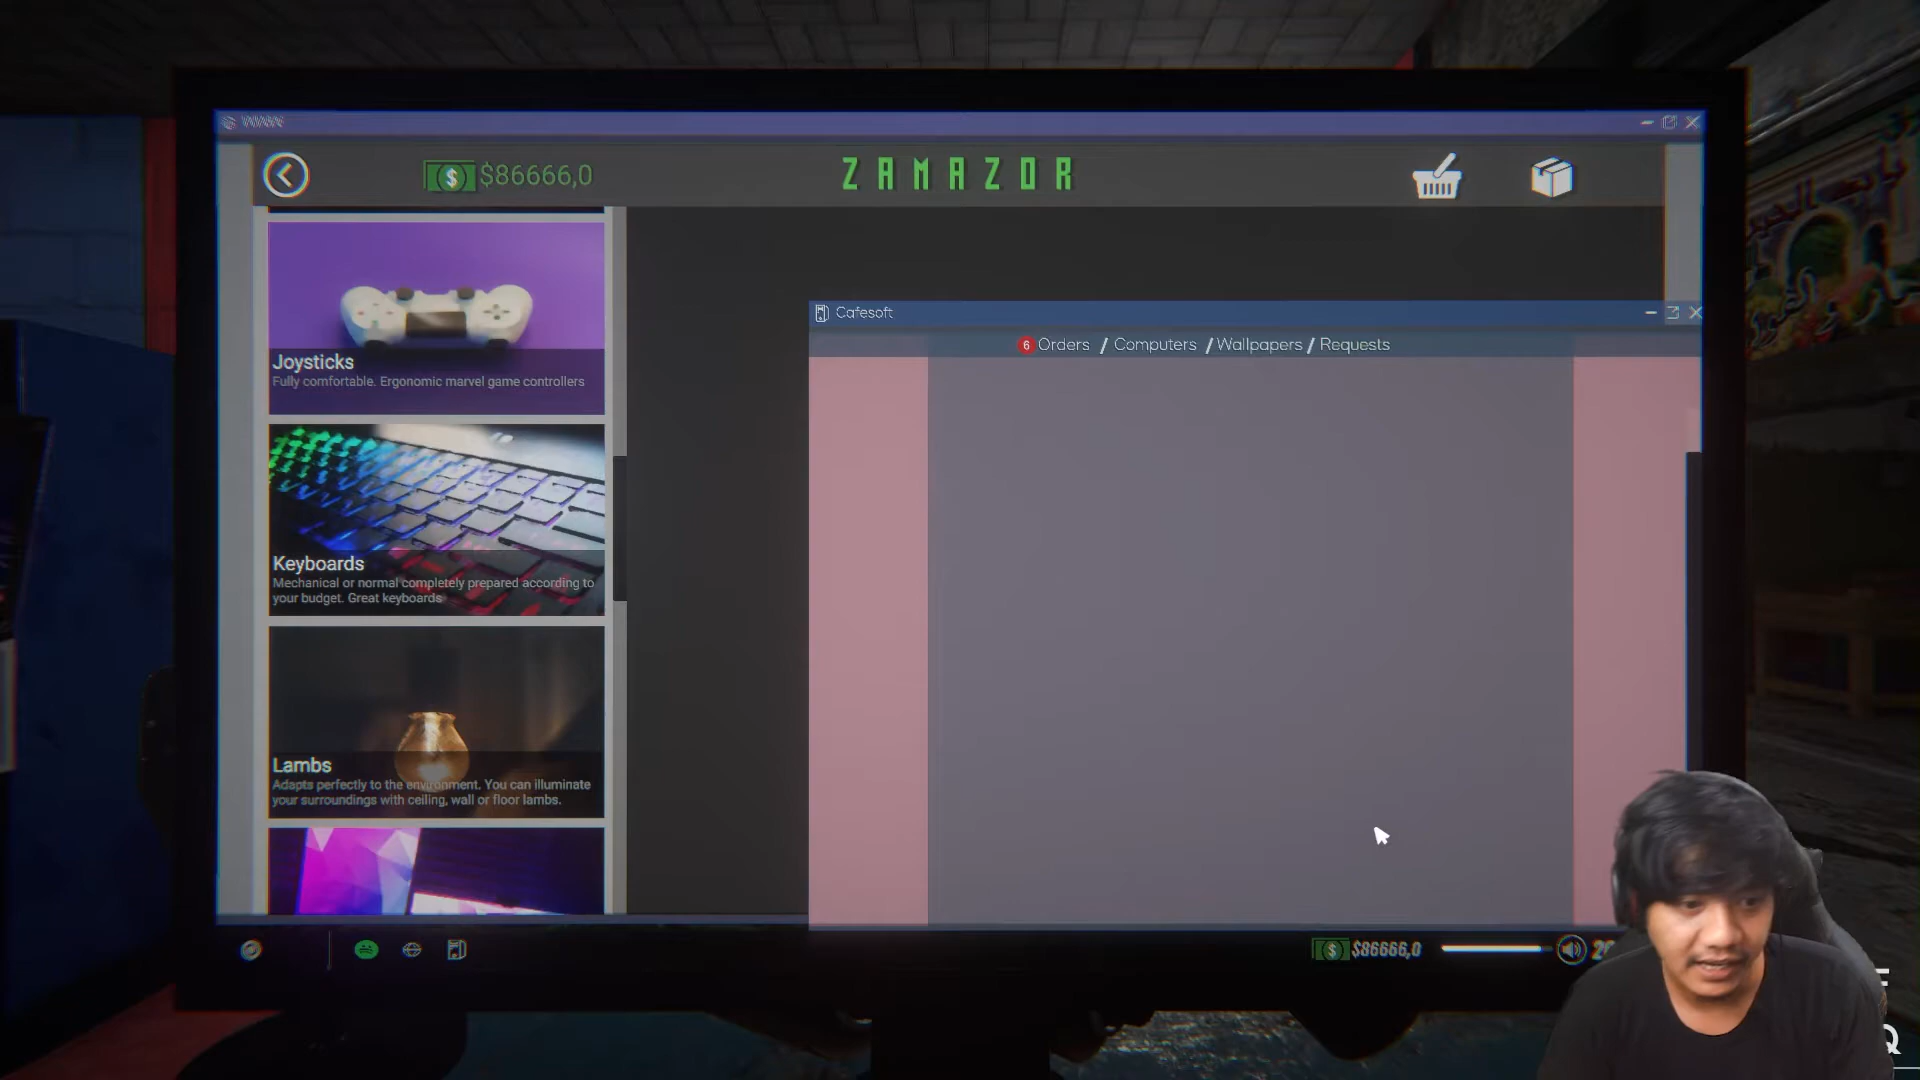 WWW
$86666,0
ZAMAZOR
Joysticks
Fully comfortable. Ergonomic marvel game controllers
Keyboards
Mechanical or normal completely prepared according to
your budget. Great keyboards
Lambs
Adapts perfectly to the environment. You can illuminate
your surroundings with ceiling, wall or floor lambs.
Cafesoft
6 Orders / Computers / Wallpapers / Requests
$86666,0
Q